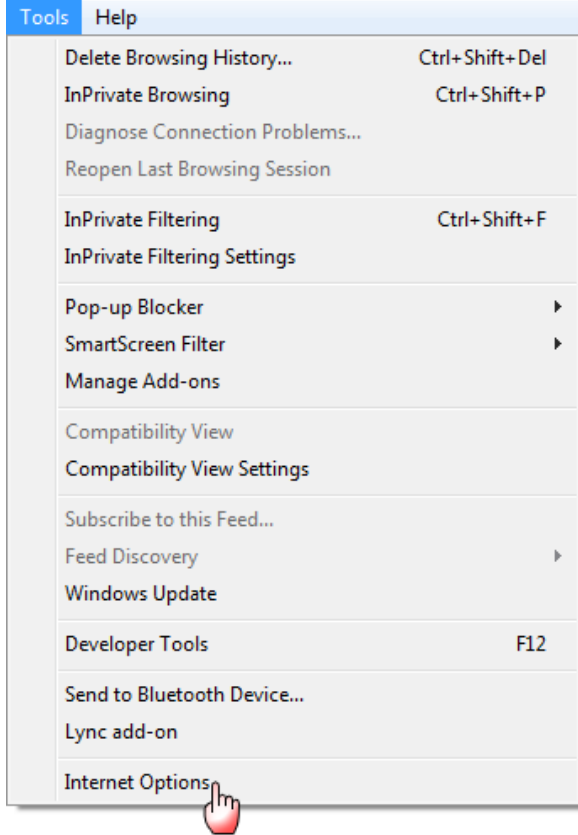 Tools Help
Delete Browsing History... Ctrl+Shift+Del
InPrivate Browsing Ctrl+Shift+P
Diagnose Connection Problems...
Reopen Last Browsing Session
InPrivate Filtering Ctrl+Shift+F
InPrivate Filtering Settings
Pop-up Blocker
SmartScreen Filter
Manage Add-ons
Compatibility View
Compatibility View Settings
Subscribe to this Feed...
Feed Discovery
Windows Update
Developer Tools F12
Send to Bluetooth Device...
Lync add-on
Internet Options